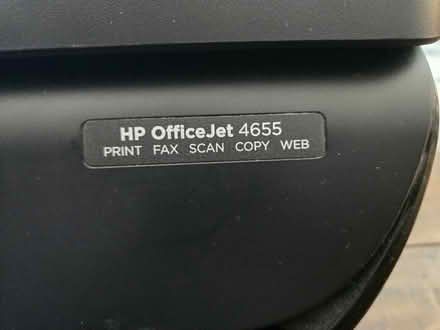 HP OfficeJet 4655
PRINT FAX SCAN COPY WEB